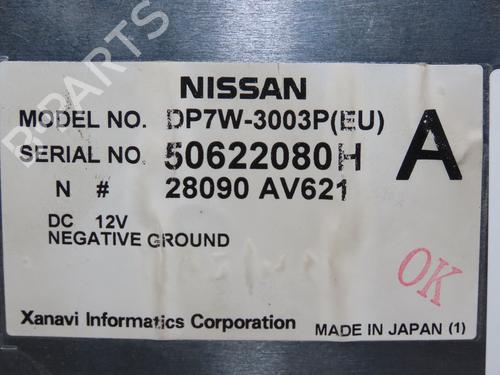 NISSAN
MODEL NO. DP7W-3003P(EU)
SERIAL NO. 50622080H
A
N # 28090 AV621
DC 12V
NEGATIVE GROUND
OK
Xanavi Informatics Corporation
MADE IN JAPAN (1)